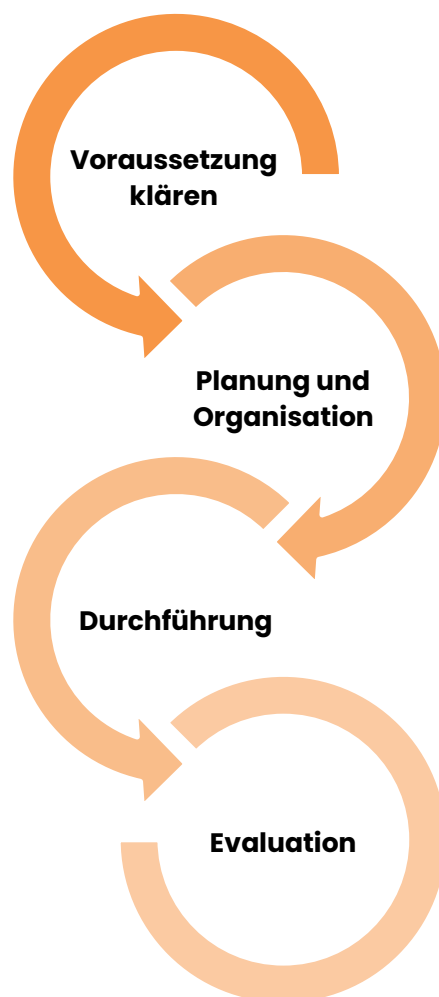 Voraussetzung
klären
Planung und
Organisation
Durchführung
Evaluation